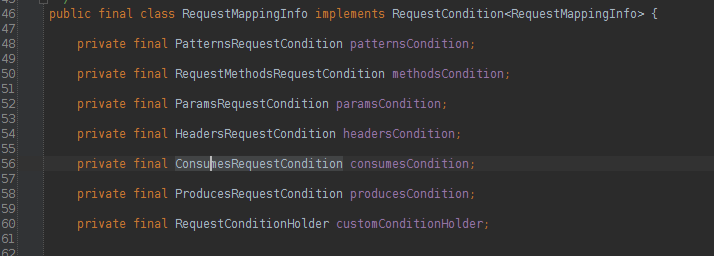 46 public final class RequestMappingInfo implements RequestCondition<RequestMappingInfo> {
47
48 private final PatternsRequestCondition patternsCondition;
49
50 private final RequestMethodsRequestCondition methodsCondition;
51
52 private final ParamsRequestCondition paramsCondition;
53
54 private final HeadersRequestCondition headersCondition;
55
56 private final ConsumesRequestCondition consumesCondition;
57
58 private final ProducesRequestCondition producesCondition;
59
60 private final RequestConditionHolder customConditionHolder;
61
62